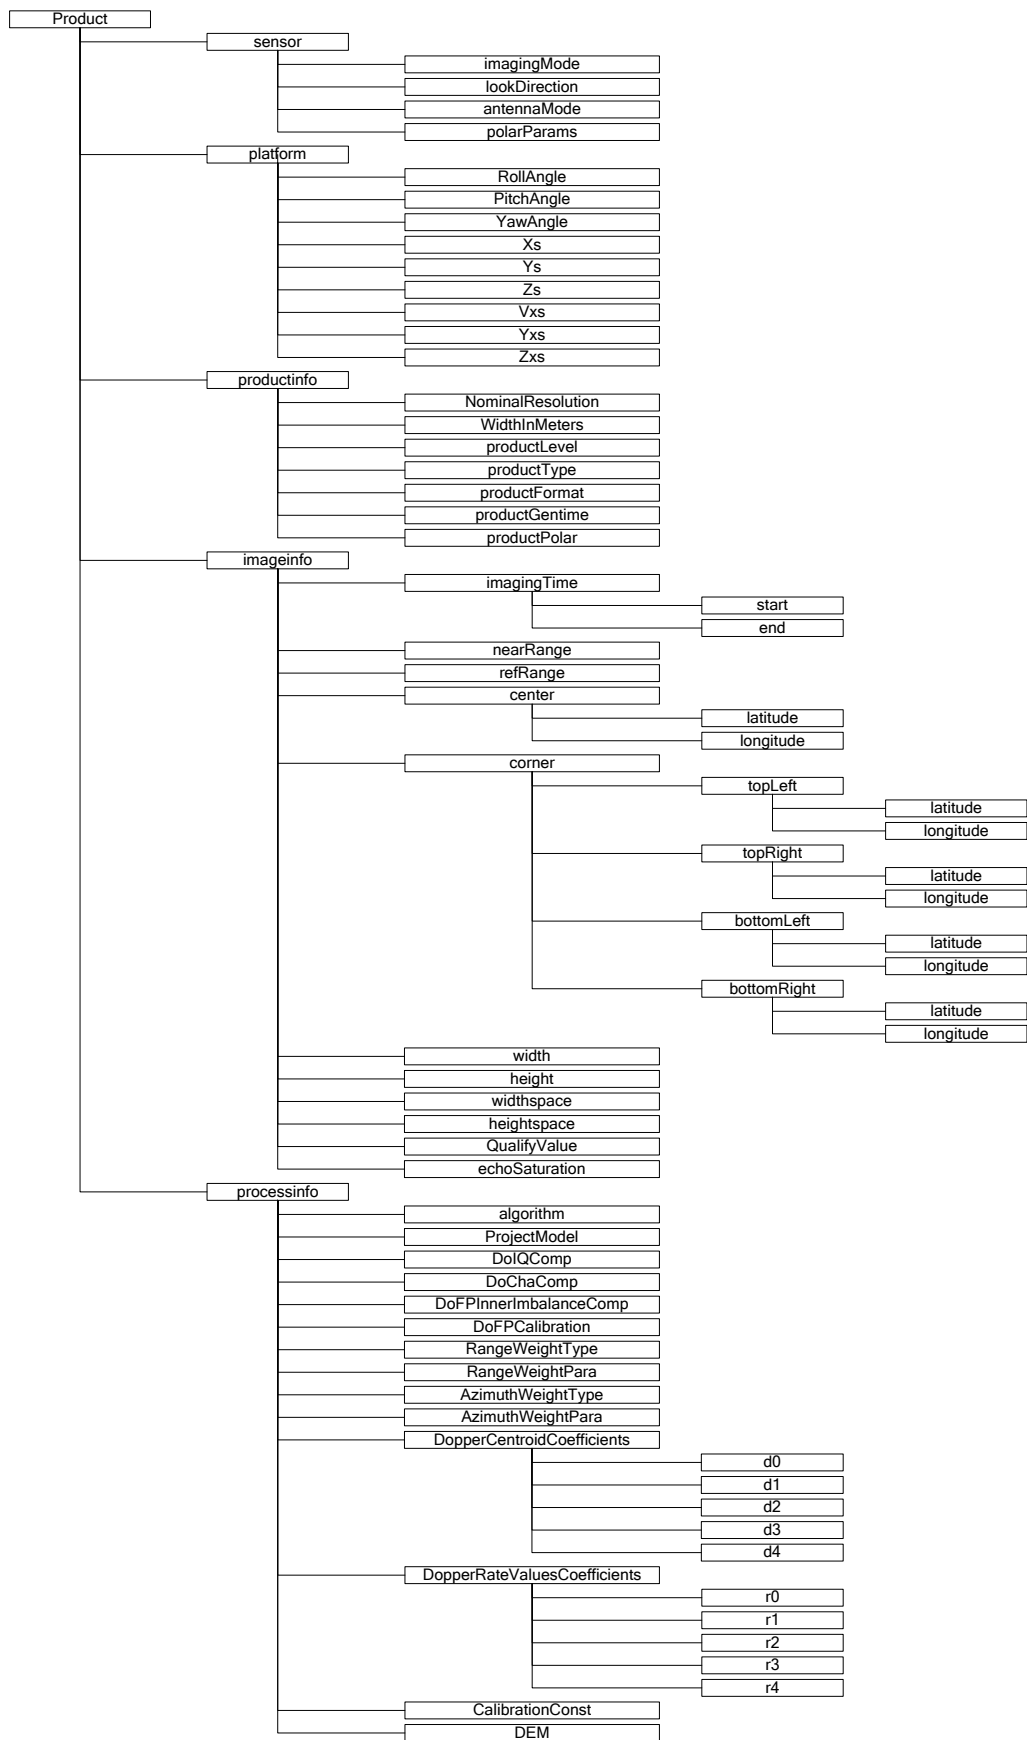 Product
sensor
imagingMode
lookDirection
antennaMode
polarParams
platform
RollAngle
PitchAngle
YawAngle
Xs
Ys
Zs
Vxs
Yxs
Zxs
productinfo
NominalResolution
WidthInMeters
productLevel
productType
productFormat
productGentime
productPolar
imageinfo
imagingTime
start
end
nearRange
refRange
center
latitude
longitude
corner
topLeft
latitude
longitude
topRight
latitude
longitude
bottomLeft
latitude
longitude
bottomRight
latitude
longitude
width
height
widthspace
heightspace
QualifyValue
echoSaturation
processinfo
algorithm
ProjectModel
DoIQComp
DoChaComp
DoFPInnerImbalanceComp
DoFPCalibration
RangeWeightType
RangeWeightPara
AzimuthWeightType
AzimuthWeightPara
DopperCentroidCoefficients
d0
d1
d2
d3
d4
DopperRateValuesCoefficients
r0
r1
r2
r3
r4
CalibrationConst
DEM